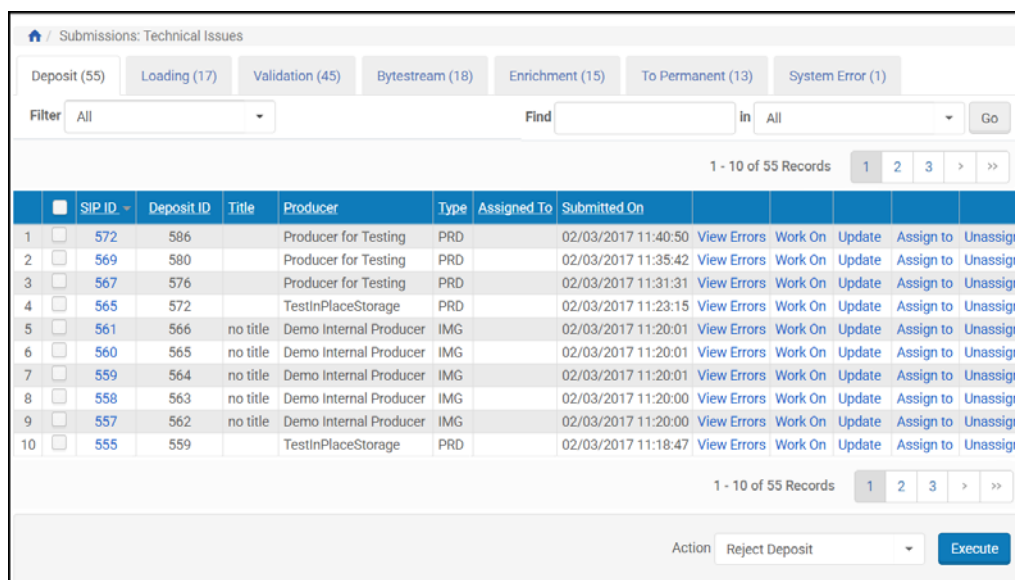 / Submissions: Technical Issues
Deposit (55) Loading (17) Validation (45) Bytestream (18) Enrichment (15) To Permanent (13) System Error (1)
Filter All Find in All Go
1 - 10 of 55 Records 1 2 3 > >>
SIP ID Deposit ID Title Producer Type Assigned To Submitted On
1 572 586 Producer for Testing PRD 02/03/2017 11:40:50 View Errors Work On Update Assign to Unassign
2 569 580 Producer for Testing PRD 02/03/2017 11:35:42 View Errors Work On Update Assign to Unassign
3 567 576 Producer for Testing PRD 02/03/2017 11:31:31 View Errors Work On Update Assign to Unassign
4 565 572 TestInPlaceStorage PRD 02/03/2017 11:23:15 View Errors Work On Update Assign to Unassign
5 561 566 no title Demo Internal Producer IMG 02/03/2017 11:20:01 View Errors Work On Update Assign to Unassign
6 560 565 no title Demo Internal Producer IMG 02/03/2017 11:20:01 View Errors Work On Update Assign to Unassign
7 559 564 no title Demo Internal Producer IMG 02/03/2017 11:20:01 View Errors Work On Update Assign to Unassign
8 558 563 no title Demo Internal Producer IMG 02/03/2017 11:20:00 View Errors Work On Update Assign to Unassign
9 557 562 no title Demo Internal Producer IMG 02/03/2017 11:20:00 View Errors Work On Update Assign to Unassign
10 555 559 TestInPlaceStorage PRD 02/03/2017 11:18:47 View Errors Work On Update Assign to Unassign
1 - 10 of 55 Records 1 2 3 > >>
Action Reject Deposit Execute